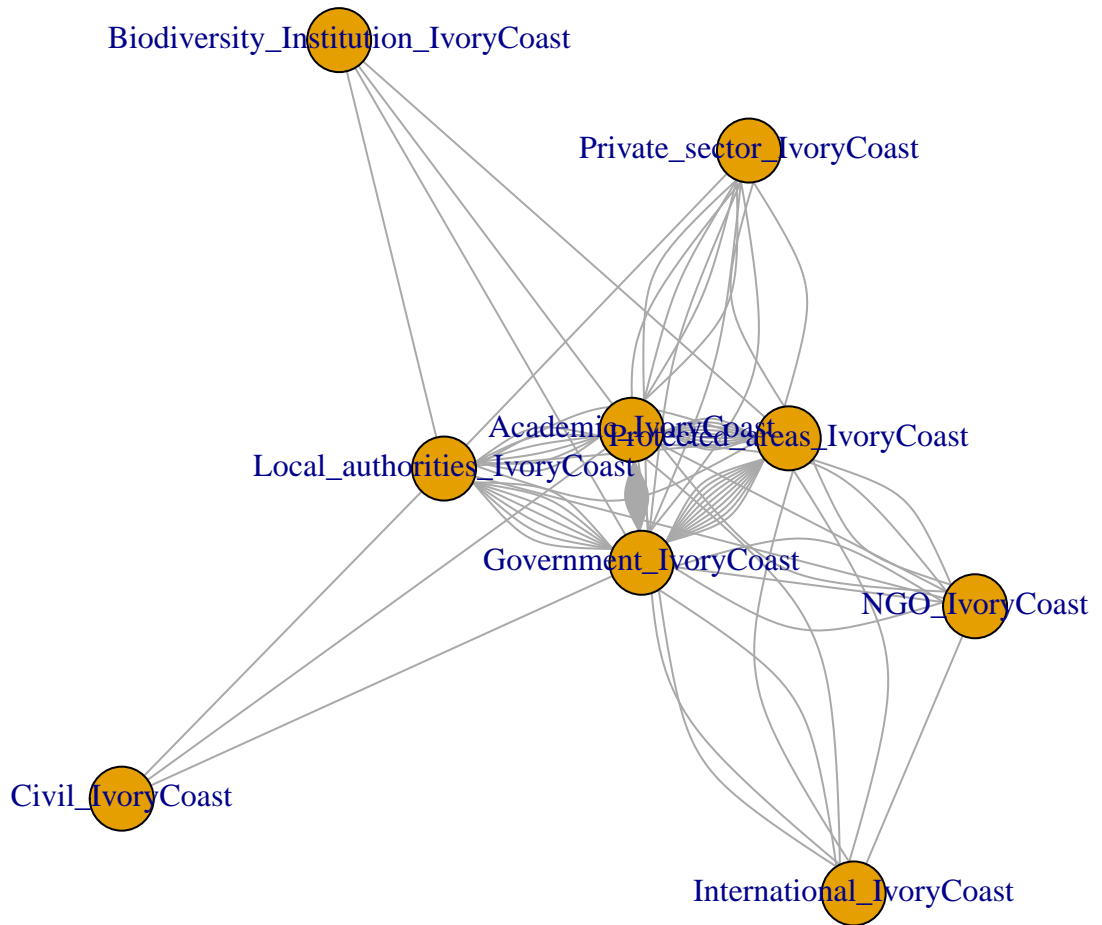 Biodiversity_Institution_IvoryCoast
Private_sector_IvoryCoast
Academic_IvoryCoast
Protected_areas_IvoryCoast
Local_authorities_IvoryCoast
Government_IvoryCoast
NGO_IvoryCoast
Civil_IvoryCoast
International_IvoryCoast